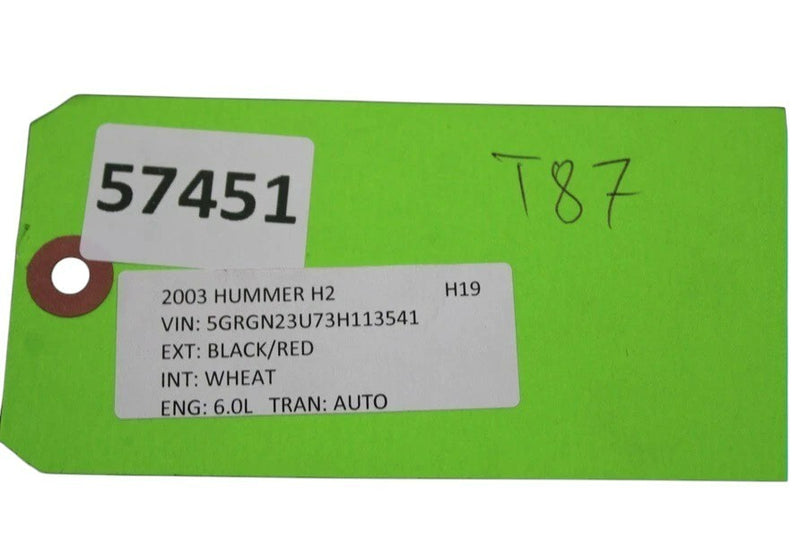 57451
T87
2003 HUMMER H2 H19
VIN: 5GRGN23U73H113541
EXT: BLACK/RED
INT: WHEAT
ENG: 6.0L TRAN: AUTO